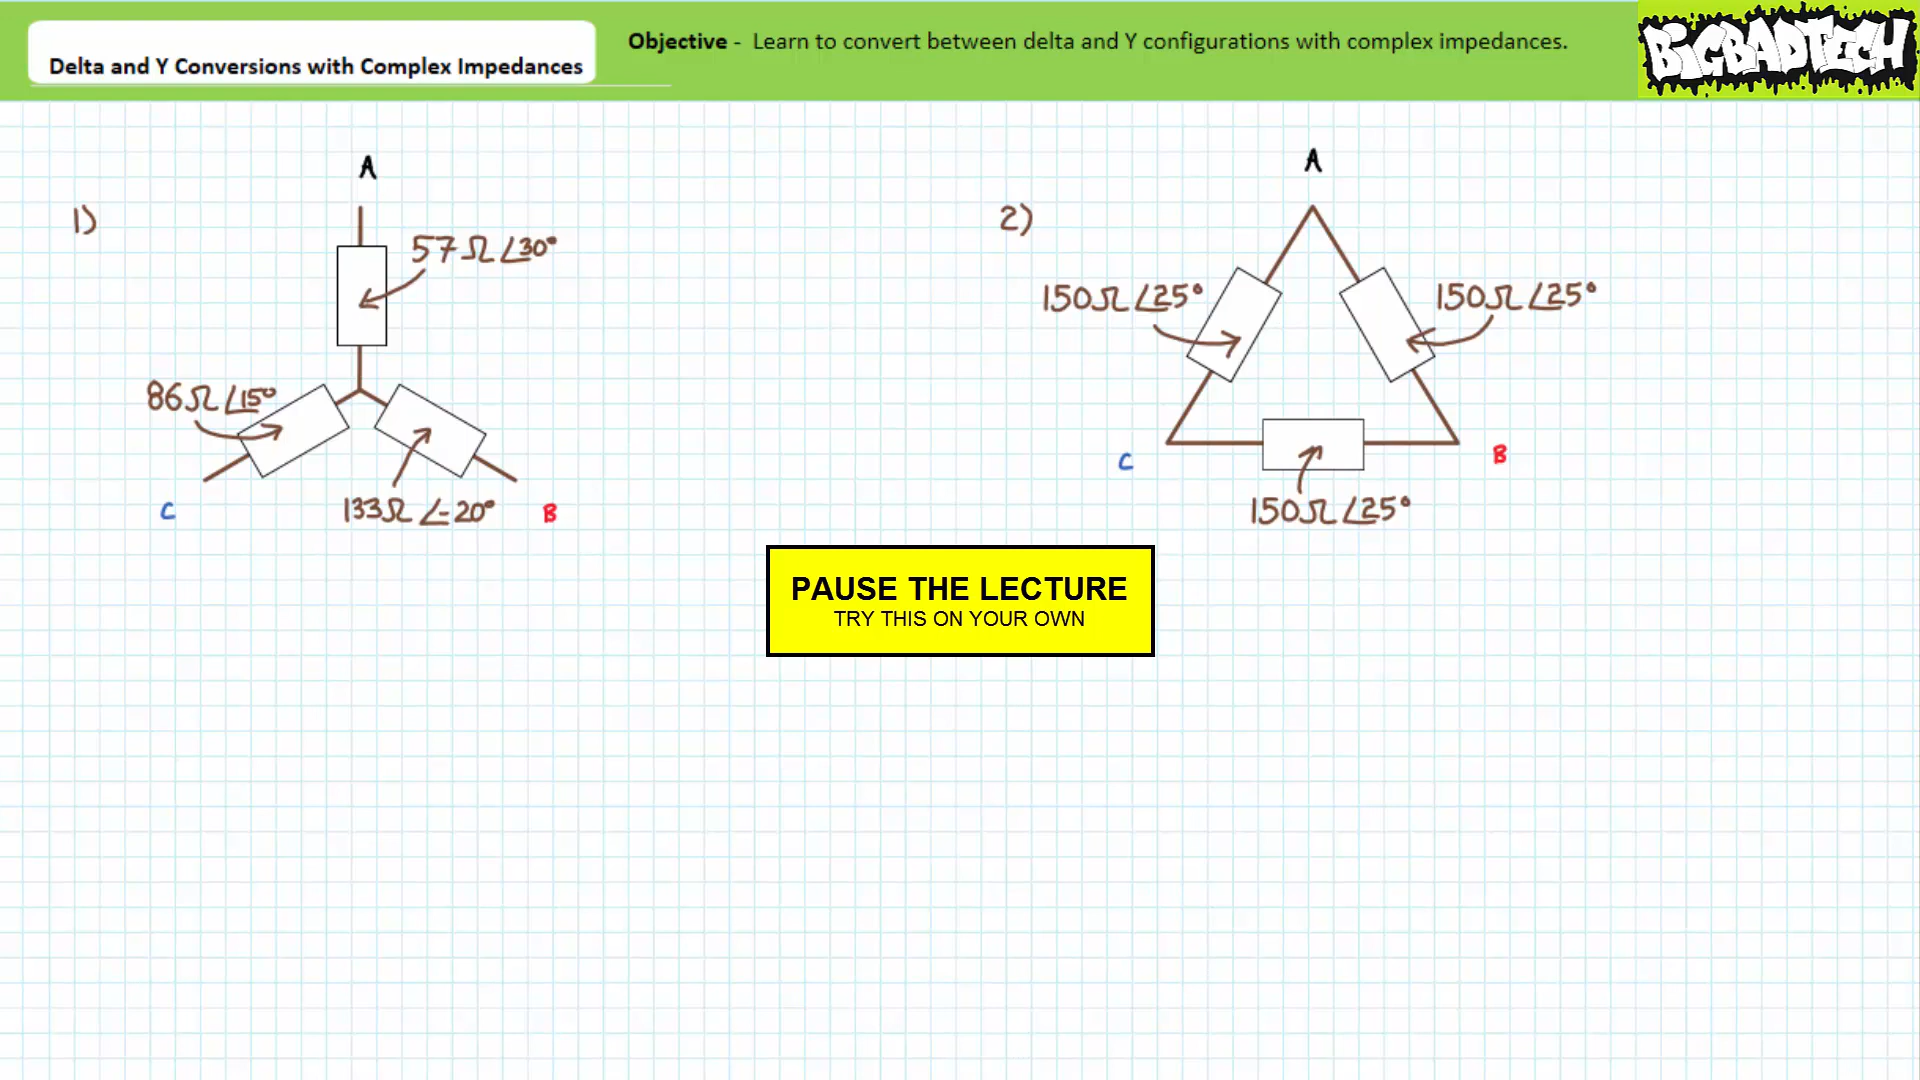 Delta and Y Conversions with Complex Impedances
Objective - Learn to convert between delta and Y configurations with complex impedances.
BIGBADTECH
1)
A
57Ω∠30°
86Ω∠15°
133Ω∠-20°
C
B
2)
A
150Ω∠25°
150Ω∠25°
C
B
150Ω∠25°
PAUSE THE LECTURE
TRY THIS ON YOUR OWN